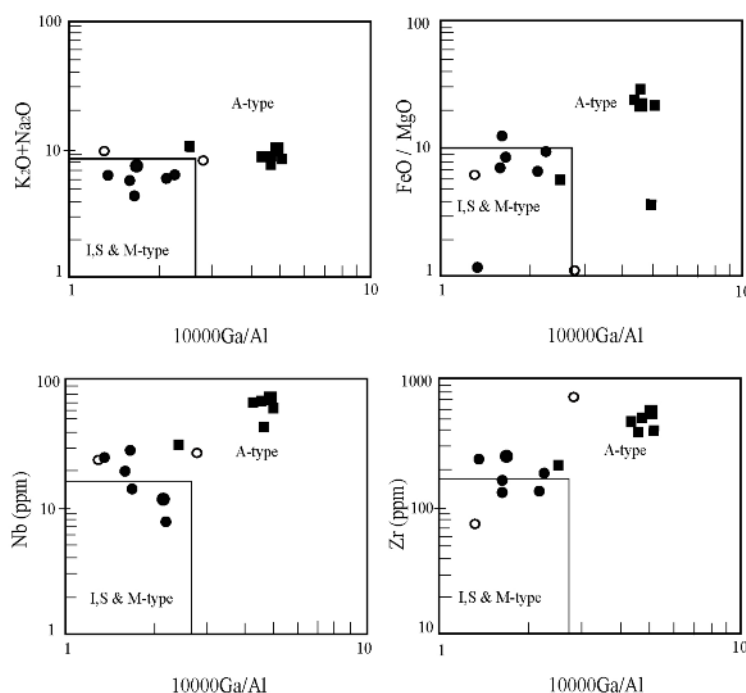 100
K₂O+Na₂O
10
1
A-type
I,S & M-type
1
10
10000Ga/Al
100
FeO / MgO
10
1
A-type
I,S & M-type
1
10
10000Ga/Al
100
Nb (ppm)
10
1
A-type
I,S & M-type
1
10
10000Ga/Al
1000
Zr (ppm)
100
10
A-type
I,S & M-type
1
10
10000Ga/Al